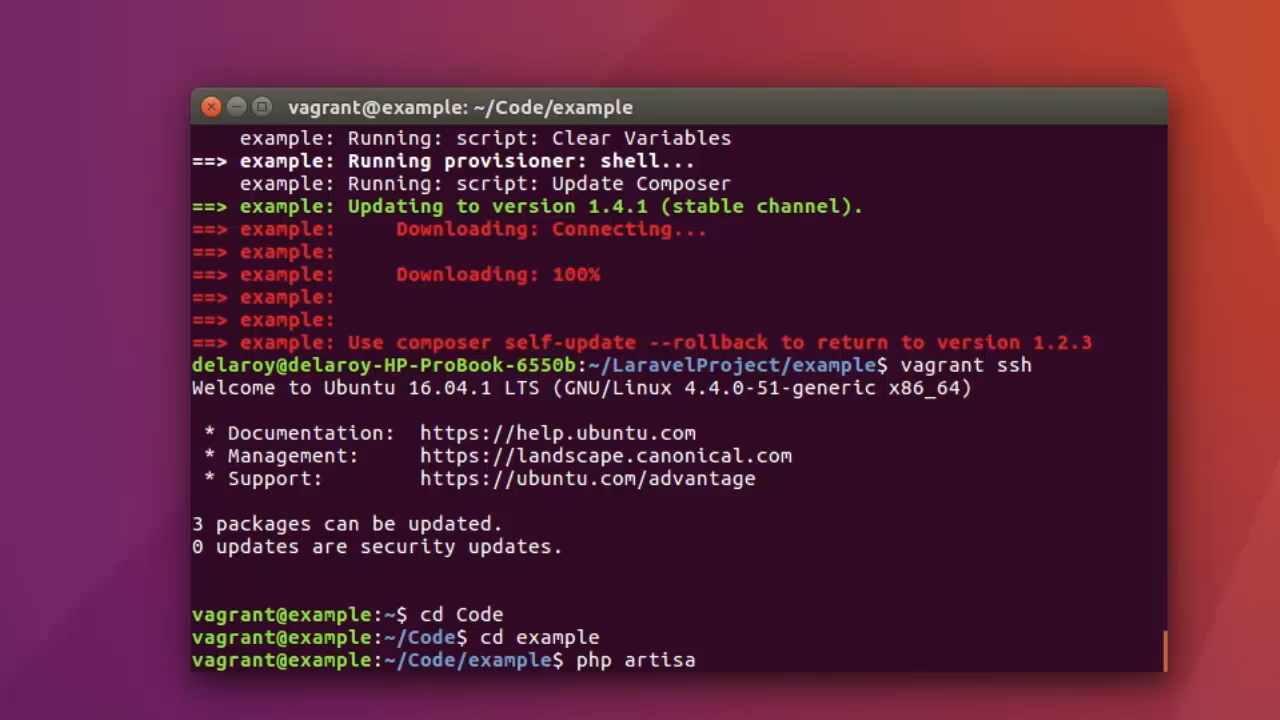 vagrant@example: ~/Code/example
example: Running: script: Clear Variables
==> example: Running provisioner: shell...
example: Running: script: Update Composer
==> example: Updating to version 1.4.1 (stable channel).
==> example:     Downloading: Connecting...
==> example:
==> example:     Downloading: 100%
==> example:
==> example:
==> example: Use composer self-update --rollback to return to version 1.2.3
delaroy@delaroy-HP-ProBook-6550b:~/LaravelProject/example$ vagrant ssh
Welcome to Ubuntu 16.04.1 LTS (GNU/Linux 4.4.0-51-generic x86_64)
* Documentation:  https://help.ubuntu.com
* Management:     https://landscape.canonical.com
* Support:        https://ubuntu.com/advantage
3 packages can be updated.
0 updates are security updates.
vagrant@example:~$ cd Code
vagrant@example:~/Code$ cd example
vagrant@example:~/Code/example$ php artisa